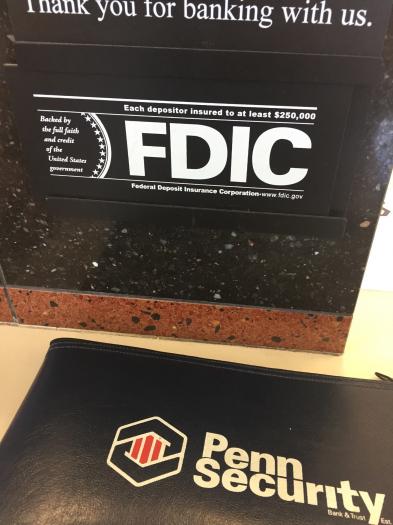 Thank you for banking with us.
Each depositor insured to at least $250,000
Backed by
the full faith
and credit
of the
United States
government
FDIC
Federal Deposit Insurance Corporation·www.fdic.gov
Penn
Security
Bank & Trust
Est.